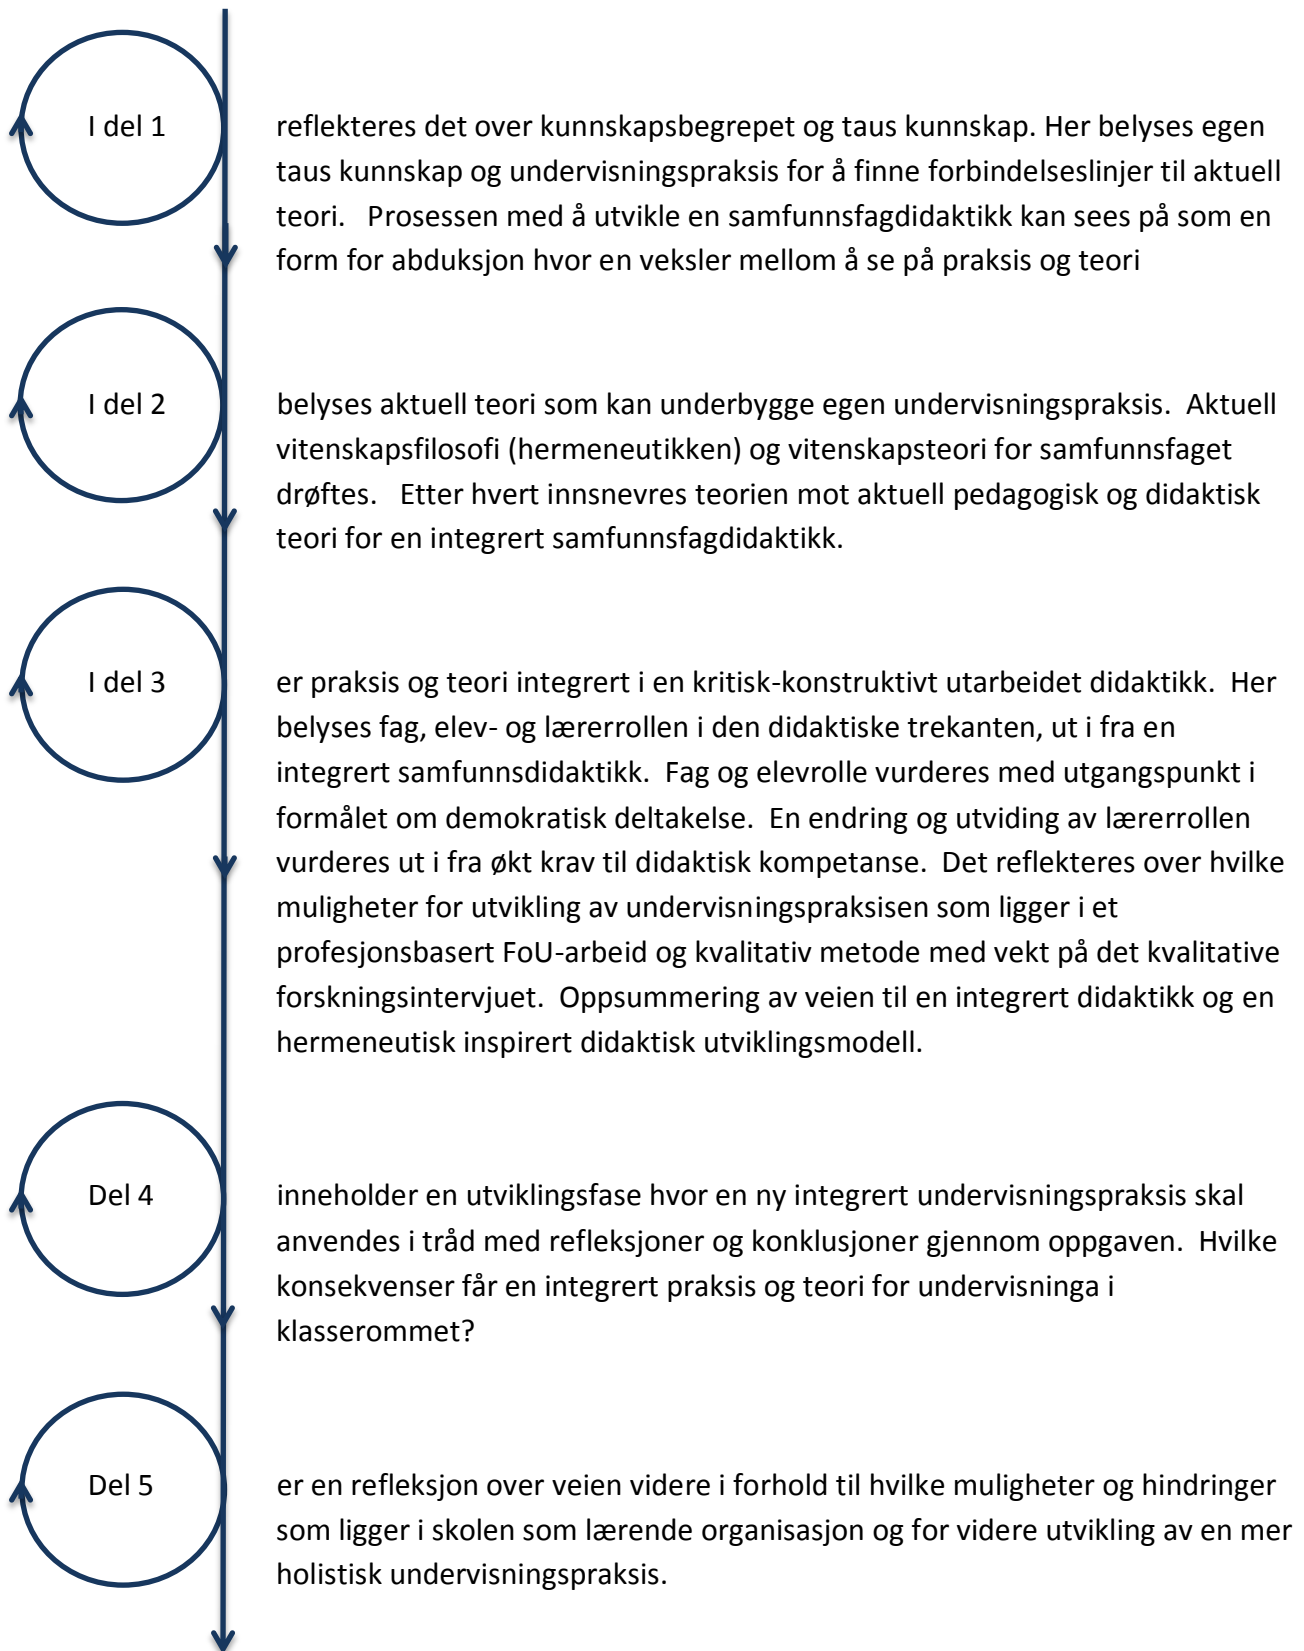 I del 1 reflekteres det over kunnskapsbegrepet og taus kunnskap. Her belyses egen
taus kunnskap og undervisningspraksis for å finne forbindelseslinjer til aktuell
teori. Prosessen med å utvikle en samfunnsfagdidaktikk kan sees på som en
form for abduksjon hvor en veksler mellom å se på praksis og teori
I del 2 belyses aktuell teori som kan underbygge egen undervisningspraksis. Aktuell
vitenskapsfilosofi (hermeneutikken) og vitenskapsteori for samfunnsfaget
drøftes. Etter hvert innsnevres teorien mot aktuell pedagogisk og didaktisk
teori for en integrert samfunnsfagdidaktikk.
I del 3 er praksis og teori integrert i en kritisk-konstruktivt utarbeidet didaktikk. Her
belyses fag, elev- og lærerrollen i den didaktiske trekanten, ut i fra en
integrert samfunnsdidaktikk. Fag og elevrolle vurderes med utgangspunkt i
formålet om demokratisk deltakelse. En endring og utviding av lærerrollen
vurderes ut i fra økt krav til didaktisk kompetanse. Det reflekteres over hvilke
muligheter for utvikling av undervisningspraksisen som ligger i et
profesjonsbasert FoU-arbeid og kvalitativ metode med vekt på det kvalitative
forskningsintervjuet. Oppsummering av veien til en integrert didaktikk og en
hermeneutisk inspirert didaktisk utviklingsmodell.
Del 4 inneholder en utviklingsfase hvor en ny integrert undervisningspraksis skal
anvendes i tråd med refleksjoner og konklusjoner gjennom oppgaven. Hvilke
konsekvenser får en integrert praksis og teori for undervisninga i
klasserommet?
Del 5 er en refleksjon over veien videre i forhold til hvilke muligheter og hindringer
som ligger i skolen som lærende organisasjon og for videre utvikling av en mer
holistisk undervisningspraksis.